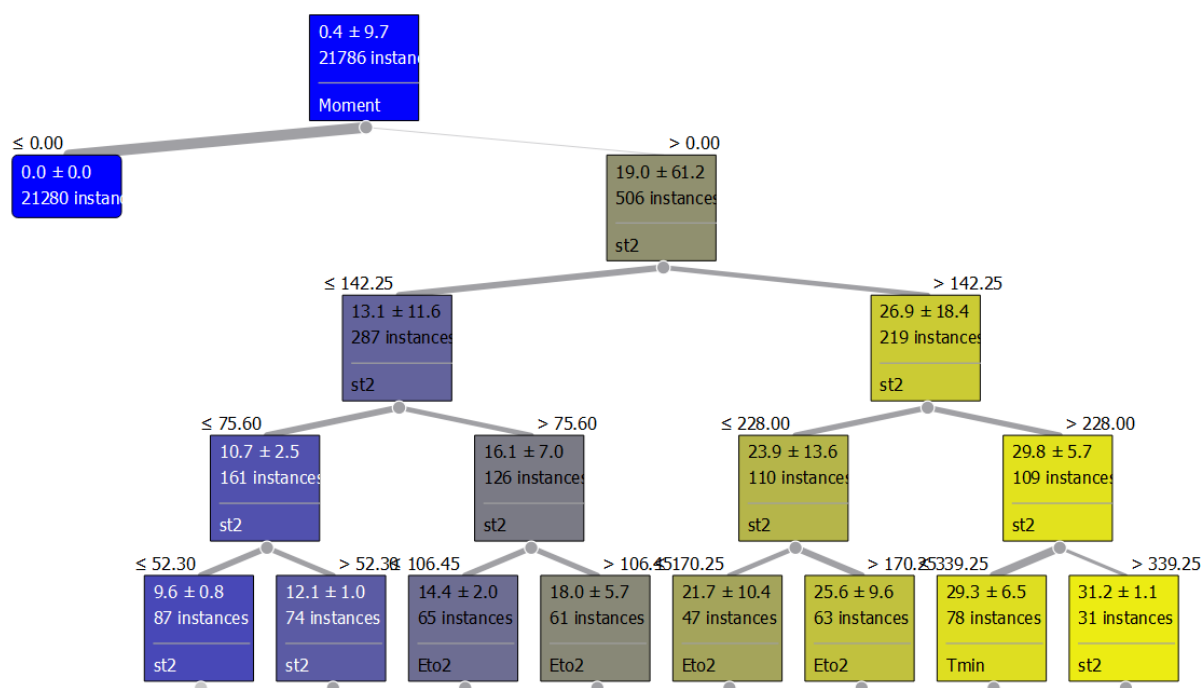 0.4 ± 9.7
21786 instanc
Moment
≤ 0.00
> 0.00
0.0 ± 0.0
21280 instanc
19.0 ± 61.2
506 instances
st2
≤ 142.25
> 142.25
13.1 ± 11.6
287 instances
st2
26.9 ± 18.4
219 instances
st2
≤ 75.60
> 75.60
≤ 228.00
> 228.00
10.7 ± 2.5
161 instances
st2
16.1 ± 7.0
126 instances
st2
23.9 ± 13.6
110 instances
st2
29.8 ± 5.7
109 instances
st2
≤ 52.30
> 52.30
≤ 106.45
> 106.45
≤ 170.25
> 170.25
≤ 339.25
> 339.25
9.6 ± 0.8
87 instances
st2
12.1 ± 1.0
74 instances
st2
14.4 ± 2.0
65 instances
Eto2
18.0 ± 5.7
61 instances
Eto2
21.7 ± 10.4
47 instances
Eto2
25.6 ± 9.6
63 instances
Eto2
29.3 ± 6.5
78 instances
Tmin
31.2 ± 1.1
31 instances
st2